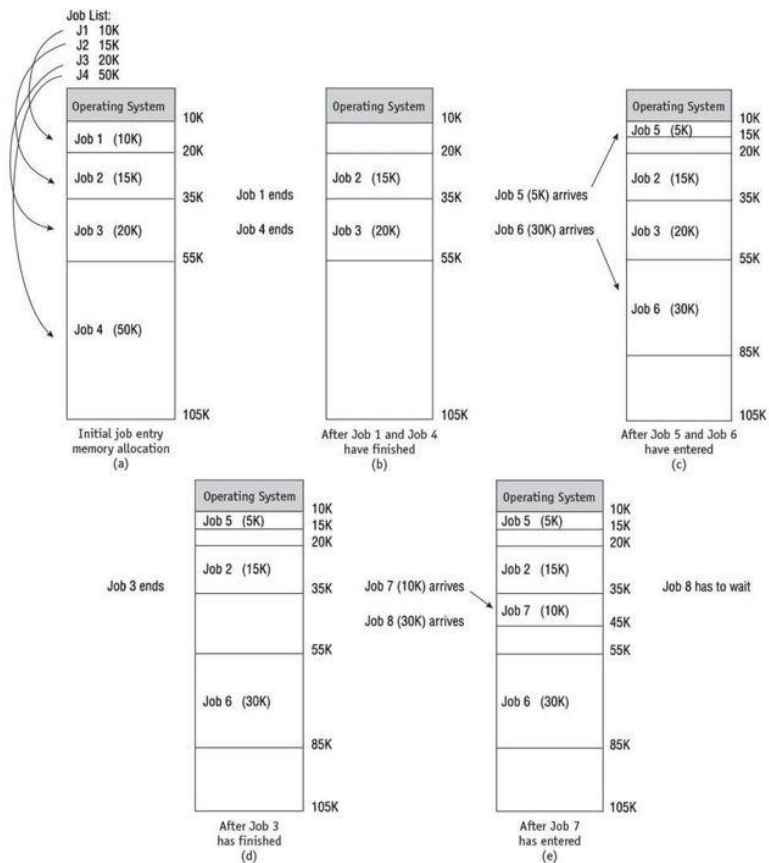 Job List:
J1 10K
J2 15K
J3 20K
J4 50K
Operating System
10K
Job 1 (10K)
20K
Job 2 (15K)
35K
Job 3 (20K)
55K
Job 4 (50K)
105K
Initial job entry
memory allocation
(a)
Job 1 ends
Job 4 ends
Operating System
10K
20K
Job 2 (15K)
35K
Job 3 (20K)
55K
105K
After Job 1 and Job 4
have finished
(b)
Job 5 (5K) arrives
Job 6 (30K) arrives
Operating System
10K
Job 5 (5K)
15K
20K
Job 2 (15K)
35K
Job 3 (20K)
55K
Job 6 (30K)
85K
105K
After Job 5 and Job 6
have entered
(c)
Job 3 ends
Operating System
10K
Job 5 (5K)
15K
20K
Job 2 (15K)
35K
55K
Job 6 (30K)
85K
105K
After Job 3
has finished
(d)
Job 7 (10K) arrives
Job 8 (30K) arrives
Operating System
10K
Job 5 (5K)
15K
20K
Job 2 (15K)
35K
Job 7 (10K)
45K
55K
Job 6 (30K)
85K
105K
After Job 7
has entered
(e)
Job 8 has to wait